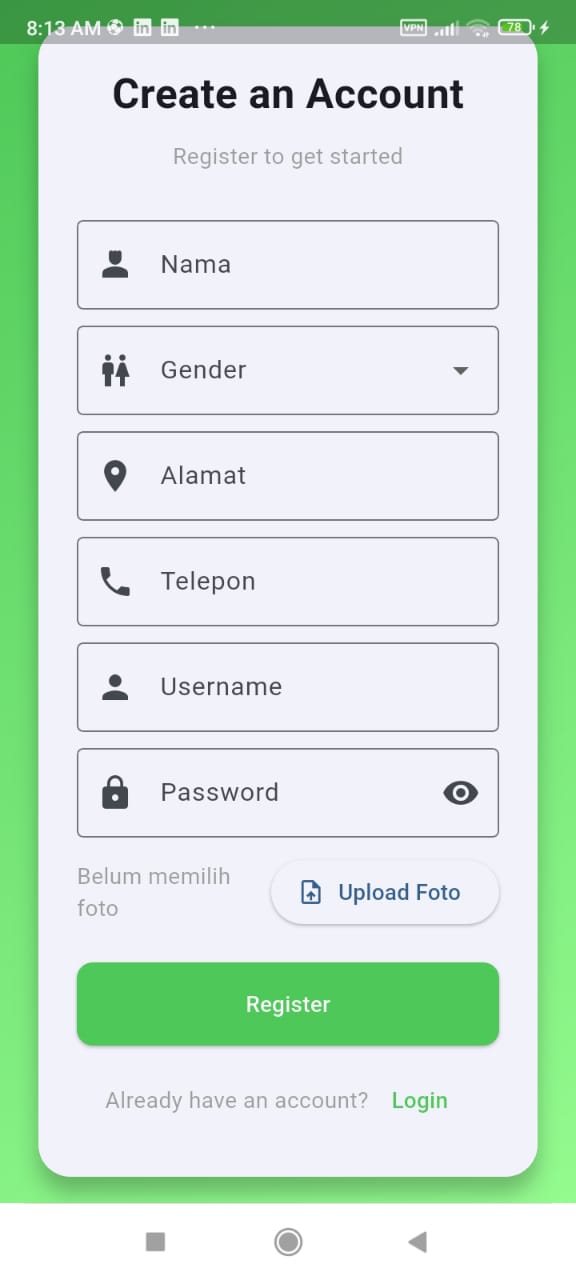 8:13 AM in in ... VPN 78
Create an Account
Register to get started
Nama
Gender
Alamat
Telepon
Username
Password
Belum memilih
foto
Upload Foto
Register
Already have an account? Login